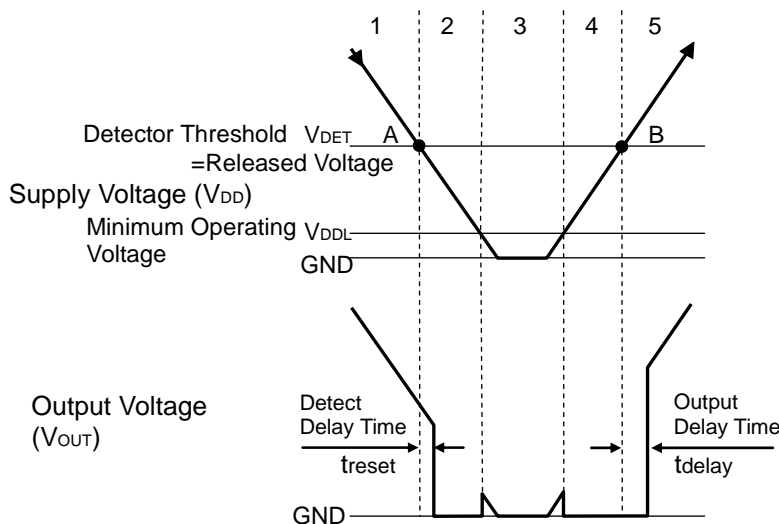 1 2 3 4 5
Detector Threshold VDET A B
=Released Voltage
Supply Voltage (VDD)
Minimum Operating VDDL
Voltage
GND
Output Voltage
(VOUT)
Detect
Delay Time
treset
Output
Delay Time
tdelay
GND